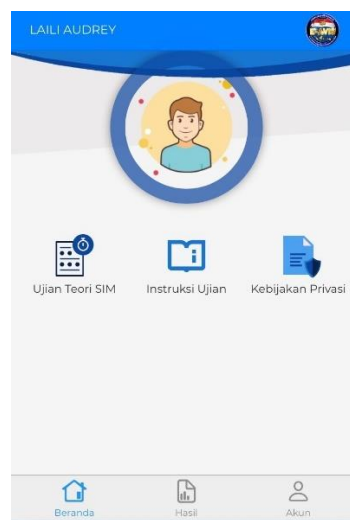 LAILI AUDREY
Ujian Teori SIM
Instruksi Ujian
Kebijakan Privasi
Beranda
Hasil
Akun